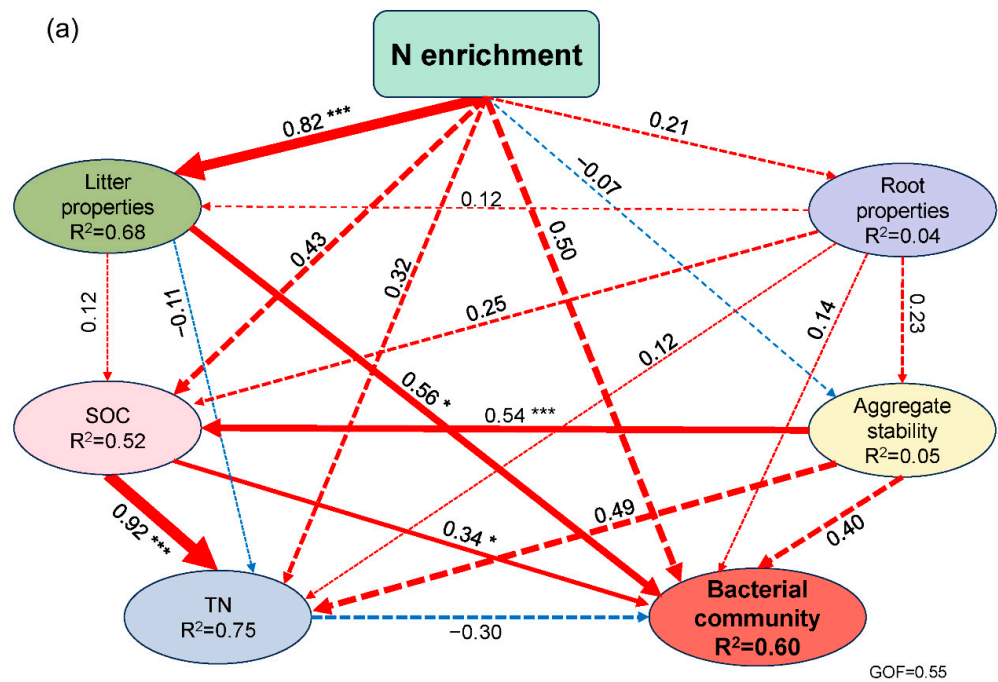 (a)
N enrichment
0.82 ***
0.21
−0.07
Litter
properties
R²=0.68
0.12
Root
properties
R²=0.04
0.43
0.32
0.50
0.12
−0.11
0.25
0.12
0.14
0.23
SOC
R²=0.52
0.56 *
0.54 ***
Aggregate
stability
R²=0.05
0.92 ***
0.34 *
0.49
0.40
TN
R²=0.75
−0.30
Bacterial
community
R²=0.60
GOF=0.55